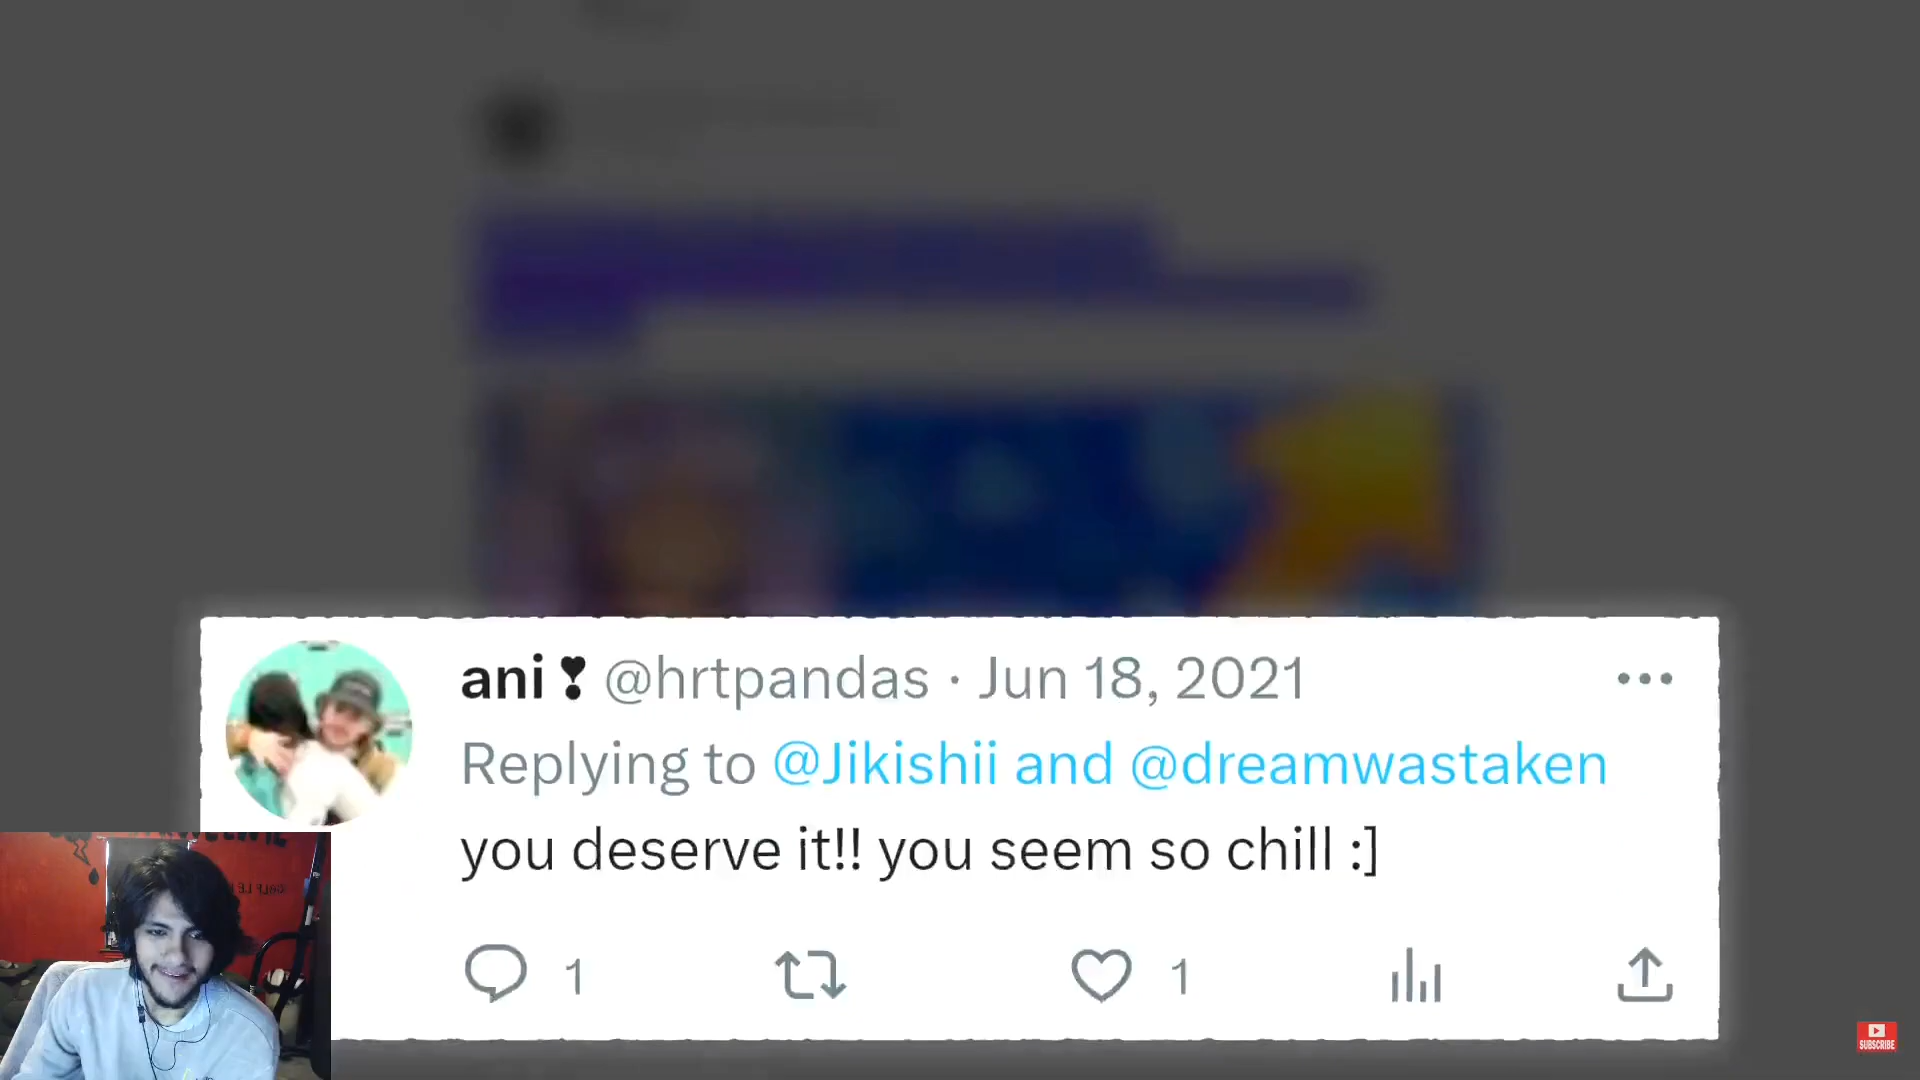 ani❣ @hrtpandas · Jun 18, 2021
Replying to @Jikishii and @dreamwastaken
you deserve it!! you seem so chill :]
1
1
SUBSCRIBE